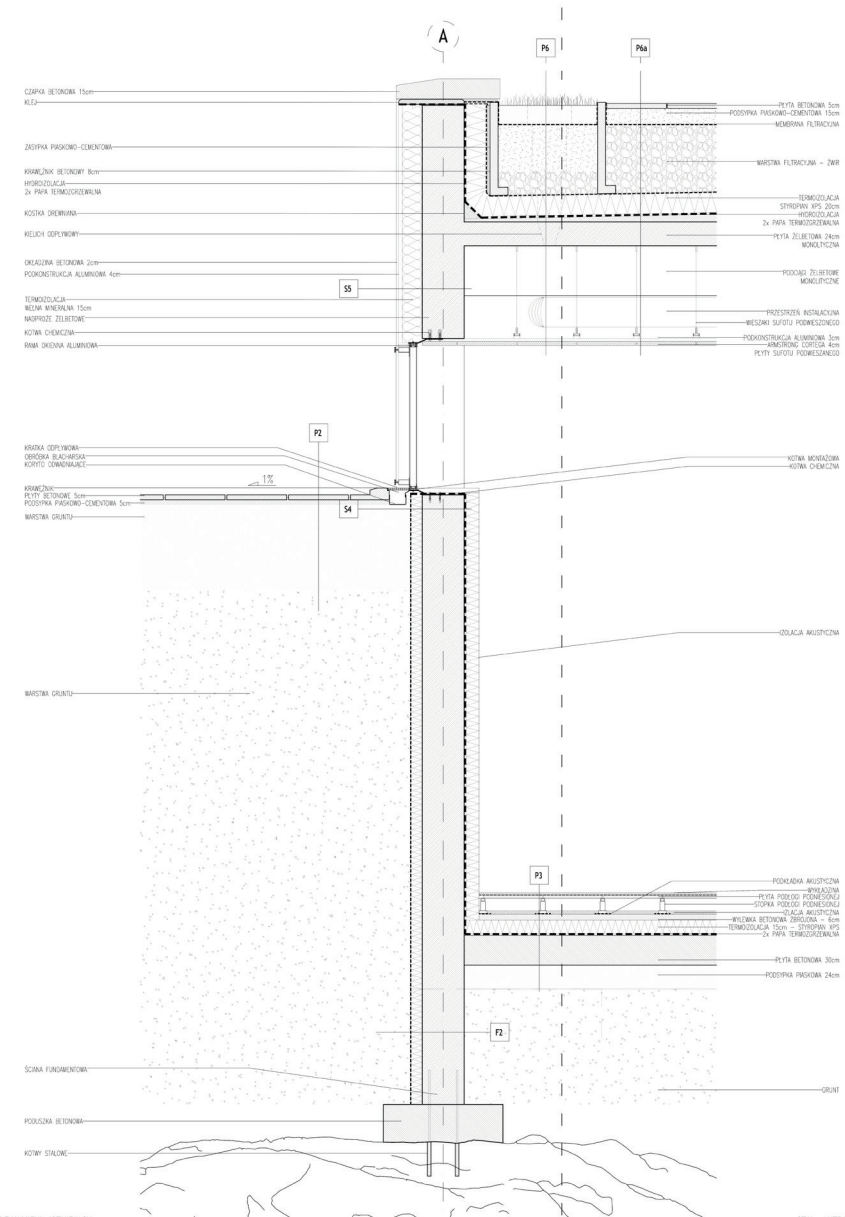 A
P6
P6a
CZAPKA BETONOWA 15cm
KLEJ
ZASYPKA PIASKOWO-CEMENTOWA
KRAWĘŻNIK BETONOWY 8cm
HYDROIZOLACJA
2x PAPA TERMOZGRZEWALNA
KOSTKA DREWNIANA
KIELICH ODPŁYWOWY
OKŁADZINA BETONOWA 2cm
PODKONSTRUKCJA ALUMINIOWA 4cm
S5
TERMOIZOLACJA
WEŁNA MINERALNA 15cm
NADPROŻE ŻELBETOWE
KOTWA CHEMICZNA
RAMA OKIENNA ALUMINIOWA
PŁYTA BETONOWA 5cm
PODSYPKA PIASKOWO-CEMENTOWA 15cm
MEMBRANA FILTRACYJNA
WARSTWA FILTRACYJNA - ŻWIR
TERMOIZOLACJA
STYROPIAN XPS 20cm
HYDROIZOLACJA
2x PAPA TERMOZGRZEWALNA
PŁYTA ŻELBETOWA 24cm
MONOLITYCZNA
PODCIĄGI ŻELBETOWE
MONOLITYCZNE
PRZESTRZEŃ INSTALACYJNA
WIESZAKI SUFOTU PODWIESZONEGO
PODKONSTRUKCJA ALUMINIOWA 3cm
ARMSTRONG CORTEGA 4cm
PŁYTY SUFOTU PODWIESZANEGO
P2
KRATKA ODPŁYWOWA
OBRÓBKA BLACHARSKA
KORYTO ODWADNIAJĄCE
1%
KRAWĘŻNIK
PŁYTY BETONOWE 5cm
PODSYPKA PIASKOWO-CEMENTOWA 5cm
WARSTWA GRUNTU
S4
KOTWA MONTAŻOWA
KOTWA CHEMICZNA
IZOLACJA AKUSTYCZNA
WARSTWA GRUNTU
P3
PODKŁADKA AKUSTYCZNA
WYKŁADZINA
PŁYTA PODŁOGI PODNIESIONEJ
STOPKA PODŁOGI PODNIESIONEJ
IZLACJA AKUSTYCZNA
WYLEWKA BETONOWA ZBROJONA - 6cm
TERMOIZOLACJA 15cm - STYROPIAN XPS
2x PAPA TERMOZGRZEWALNA
PŁYTA BETONOWA 30cm
PODSYPKA PIASKOWA 24cm
F2
ŚCIANA FUNDAMENTOWA
GRUNT
PODUSZKA BETONOWA
KOTWY STALOWE